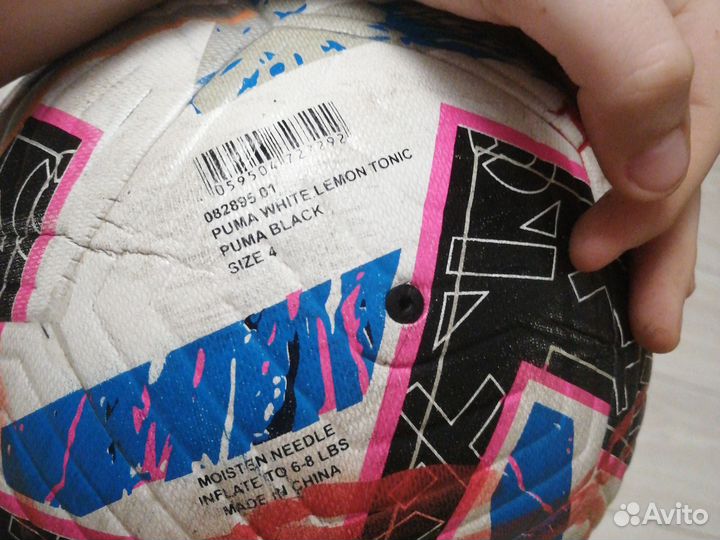 082895 01
PUMA WHITE LEMON TONIC
PUMA BLACK
SIZE 4
MOISTEN NEEDLE
INFLATE TO 6-8 LBS
MADE IN CHINA
Avito